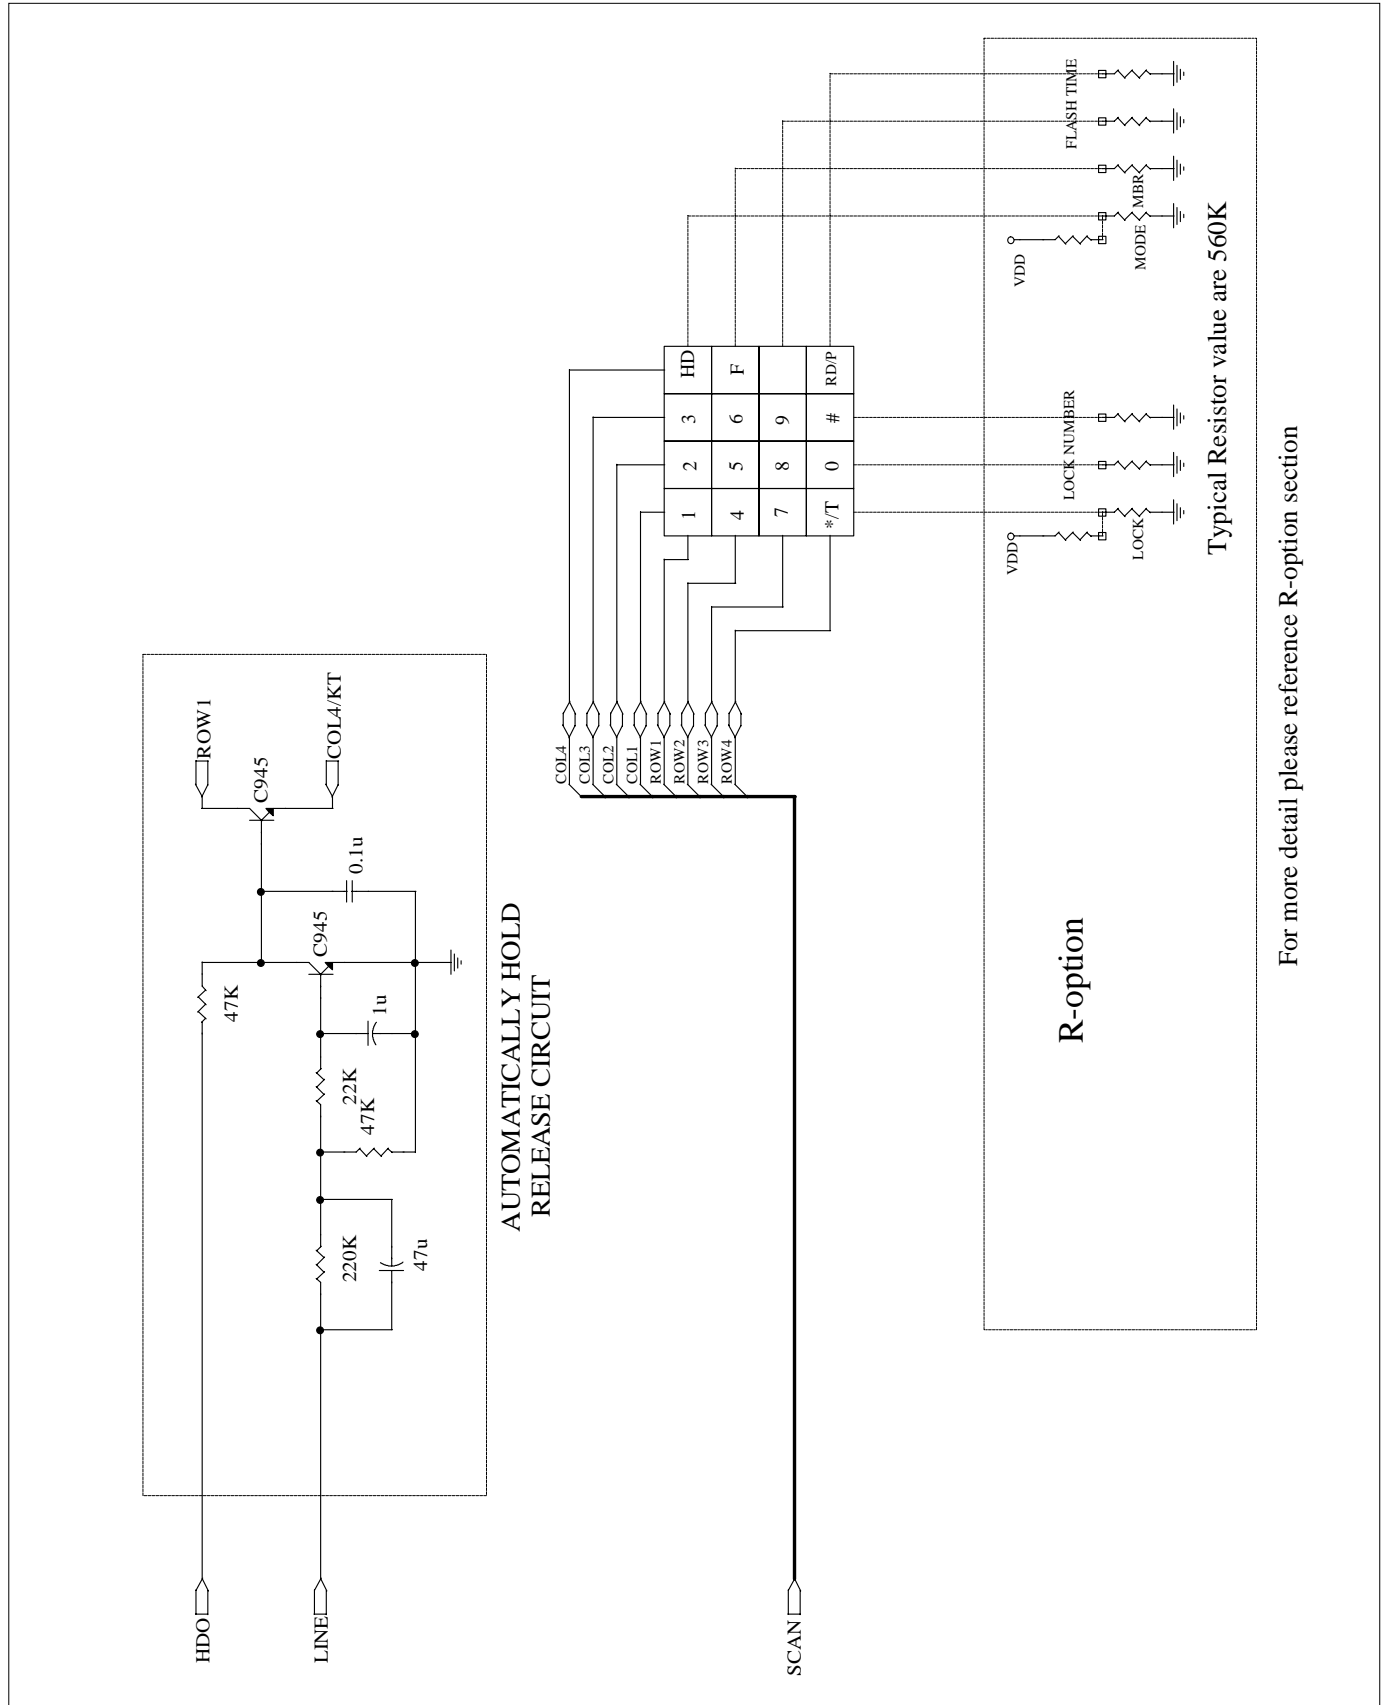 HDO
LINE
SCAN
47K
220K
47u
22K
47K
1u
C945
0.1u
C945
ROW1
COL4/KT
AUTOMATICALLY HOLD
RELEASE CIRCUIT
COL4
COL3
COL2
COL1
ROW1
ROW2
ROW3
ROW4
1 2 3 HD
4 5 6 F
7 8 9
*/T 0 # RD/P
R-option
VDD
LOCK
LOCK NUMBER
VDD
MODE
MBR
FLASH TIME
Typical Resistor value are 560K
For more detail please reference R-option section